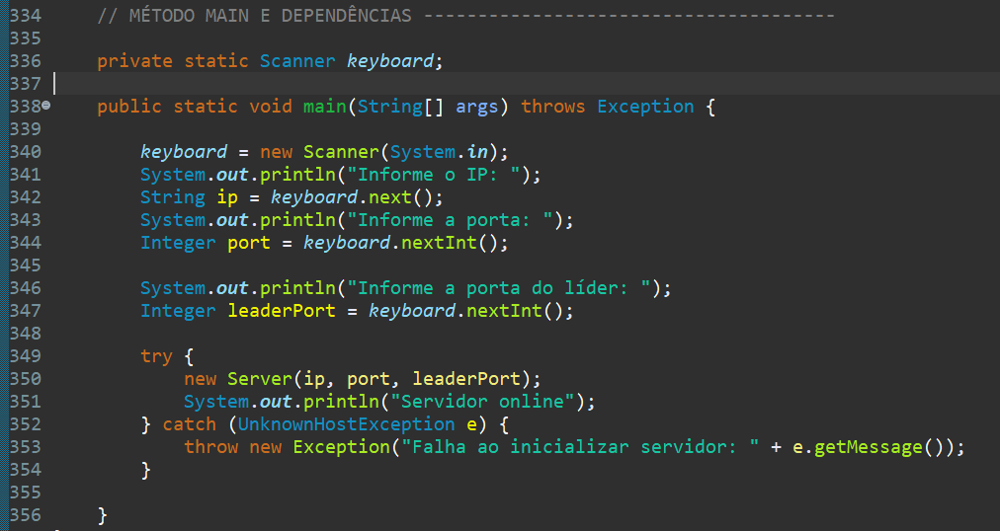 334 // MÉTODO MAIN E DEPENDÊNCIAS --------------------------------------
335
336 private static Scanner keyboard;
337
338 public static void main(String[] args) throws Exception {
339
340 keyboard = new Scanner(System.in);
341 System.out.println("Informe o IP: ");
342 String ip = keyboard.next();
343 System.out.println("Informe a porta: ");
344 Integer port = keyboard.nextInt();
345
346 System.out.println("Informe a porta do líder: ");
347 Integer leaderPort = keyboard.nextInt();
348
349 try {
350 new Server(ip, port, leaderPort);
351 System.out.println("Servidor online");
352 } catch (UnknownHostException e) {
353 throw new Exception("Falha ao inicializar servidor: " + e.getMessage());
354 }
355
356 }